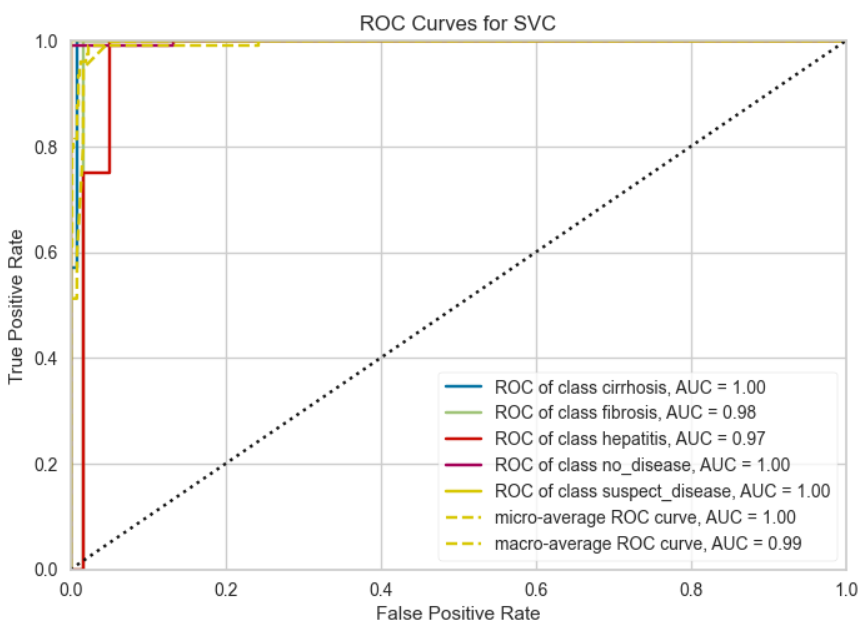 ROC Curves for SVC
1.0
0.8
0.6
0.4
0.2
0.0
True Positive Rate
ROC of class cirrhosis, AUC = 1.00
ROC of class fibrosis, AUC = 0.98
ROC of class hepatitis, AUC = 0.97
ROC of class no_disease, AUC = 1.00
ROC of class suspect_disease, AUC = 1.00
micro-average ROC curve, AUC = 1.00
macro-average ROC curve, AUC = 0.99
0.0 0.2 0.4 0.6 0.8 1.0
False Positive Rate